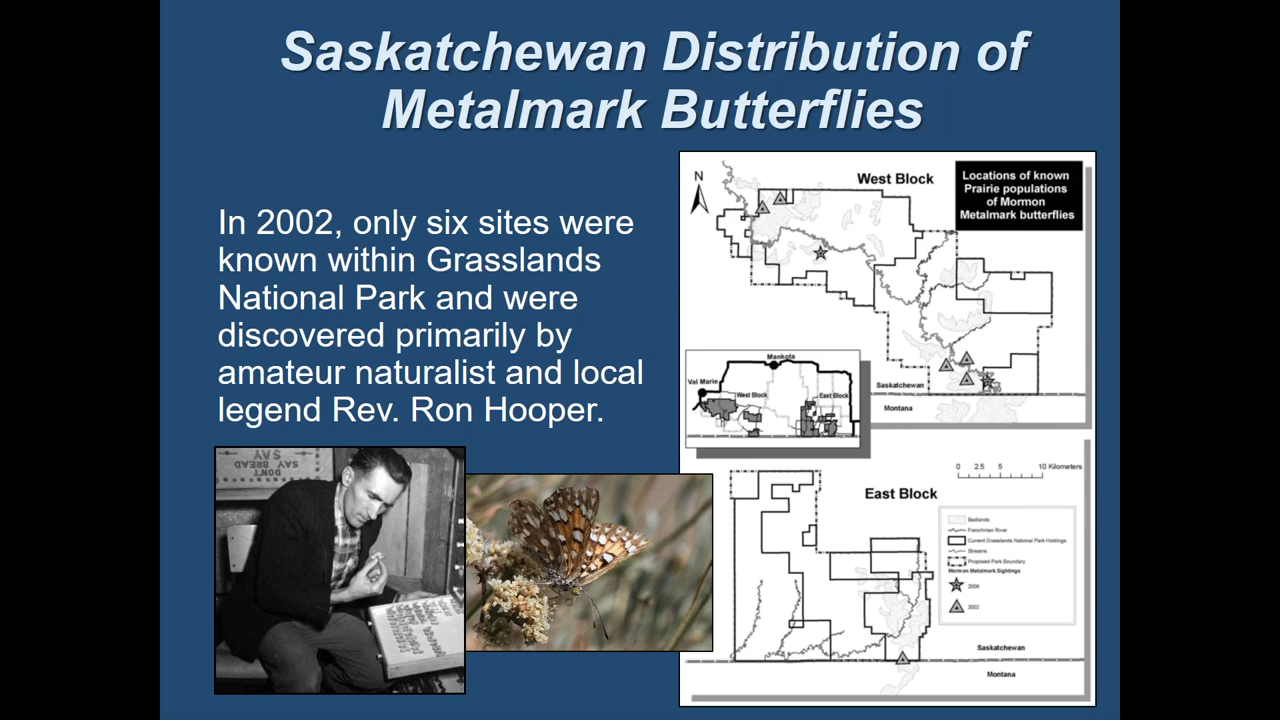 Saskatchewan Distribution of
Metalmark Butterflies
In 2002, only six sites were
known within Grasslands
National Park and were
discovered primarily by
amateur naturalist and local
legend Rev. Ron Hooper.
N
West Block
Locations of known
Prairie populations
of Mormon
Metalmark butterflies
Saskatchewan
Montana
Mankota
Val Marie
West Block
East Block
0 2.5 5 10 Kilometers
East Block
Badlands
Frenchman River
Current Grasslands National Park Holdings
Streams
Proposed Park Boundary
Mormon Metalmark Sightings
2006
2002
Saskatchewan
Montana
DON'T
SAY BREAD
SAY